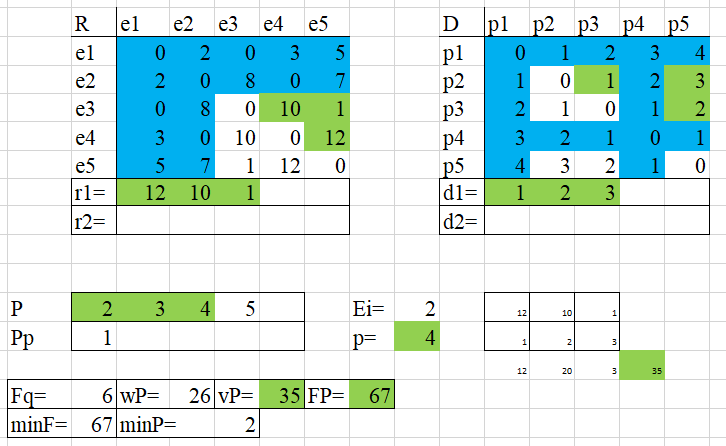 R e1 e2 e3 e4 e5 D p1 p2 p3 p4 p5
e1 0 2 0 3 5 p1 0 1 2 3 4
e2 2 0 8 0 7 p2 1 0 1 2 3
e3 0 8 0 10 1 p3 2 1 0 1 2
e4 3 0 10 0 12 p4 3 2 1 0 1
e5 5 7 1 12 0 p5 4 3 2 1 0
r1= 12 10 1 d1= 1 2 3
r2= d2=
P 2 3 4 5 Ei= 2 12 10 1
Pp 1 p= 4 1 2 3
12 20 3 35
Fq= 6 wP= 26 vP= 35 FP= 67
minF= 67 minP= 2